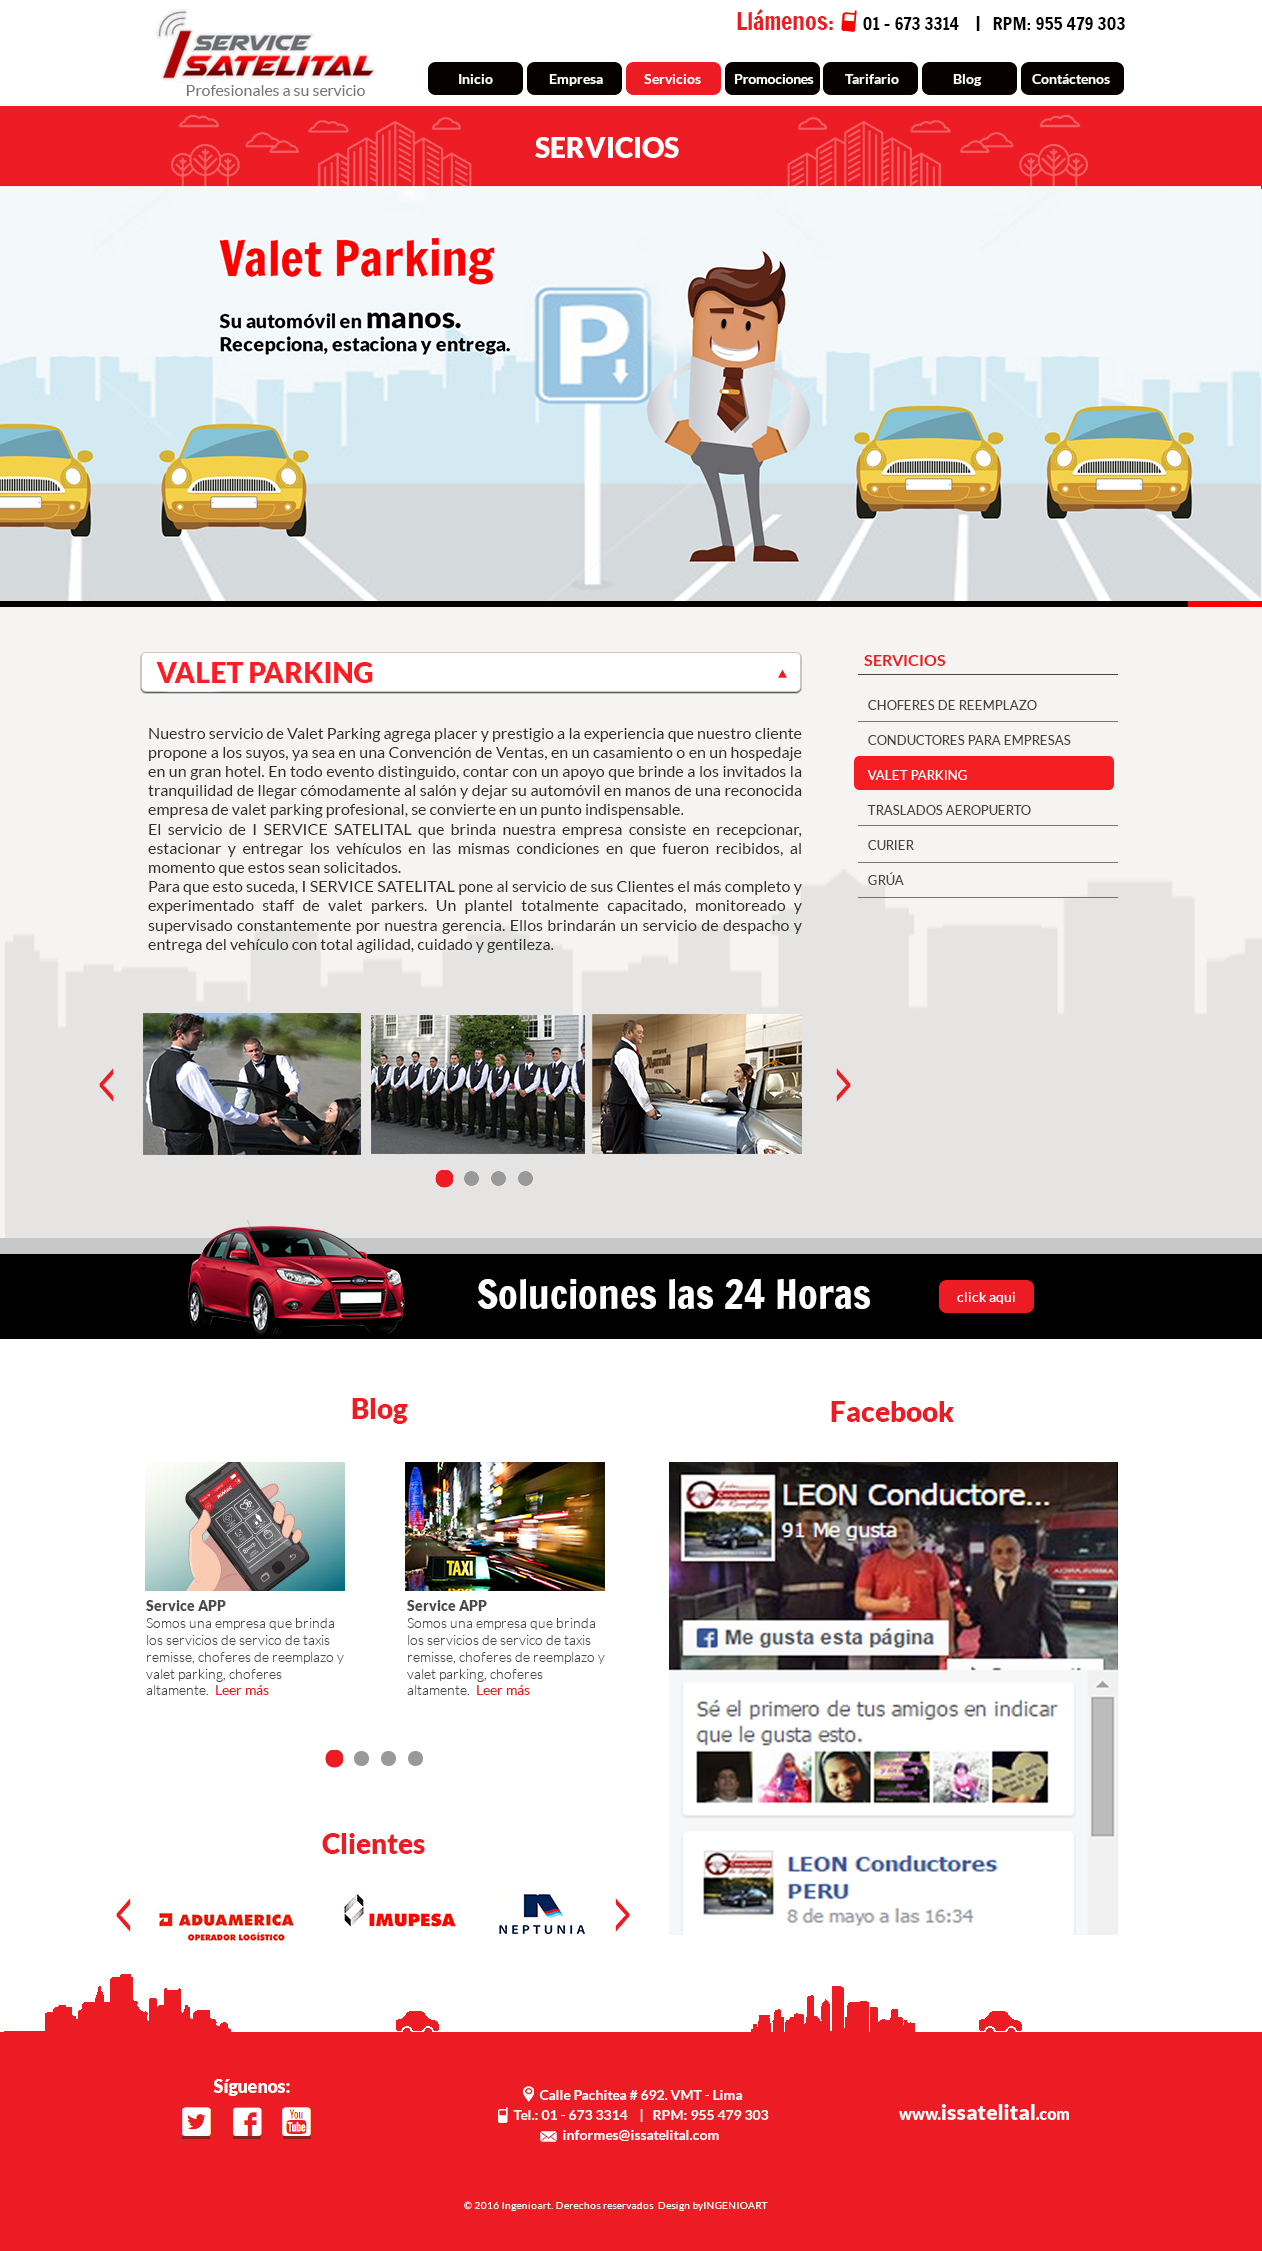 I SERVICE
SATELITAL
Profesionales a su servicio
Llámenos: 01 - 673 3314 | RPM: 955 479 303
Inicio
Empresa
Servicios
Promociones
Tarifario
Blog
Contáctenos
SERVICIOS
Valet Parking
Su automóvil en manos.
Recepciona, estaciona y entrega.
P
VALET PARKING
Nuestro servicio de Valet Parking agrega placer y prestigio a la experiencia que nuestro cliente
propone a los suyos, ya sea en una Convención de Ventas, en un casamiento o en un hospedaje
en un gran hotel. En todo evento distinguido, contar con un apoyo que brinde a los invitados la
tranquilidad de llegar cómodamente al salón y dejar su automóvil en manos de una reconocida
empresa de valet parking profesional, se convierte en un punto indispensable.
El servicio de I SERVICE SATELITAL que brinda nuestra empresa consiste en recepcionar,
estacionar y entregar los vehículos en las mismas condiciones en que fueron recibidos, al
momento que estos sean solicitados.
Para que esto suceda, I SERVICE SATELITAL pone al servicio de sus Clientes el más completo y
experimentado staff de valet parkers. Un plantel totalmente capacitado, monitoreado y
supervisado constantemente por nuestra gerencia. Ellos brindarán un servicio de despacho y
entrega del vehículo con total agilidad, cuidado y gentileza.
SERVICIOS
CHOFERES DE REEMPLAZO
CONDUCTORES PARA EMPRESAS
VALET PARKING
TRASLADOS AEROPUERTO
CURIER
GRÚA
Soluciones las 24 Horas
click aqui
Blog
TAXI
Service APP
Somos una empresa que brinda
los servicios de servico de taxis
remisse, choferes de reemplazo y
valet parking, choferes
altamente. Leer más
Service APP
Somos una empresa que brinda
los servicios de servico de taxis
remisse, choferes de reemplazo y
valet parking, choferes
altamente. Leer más
Facebook
LEON Conductore...
91 Me gusta
Me gusta esta página
Sé el primero de tus amigos en indicar
que le gusta esto.
LEON Conductores
PERU
8 de mayo a las 16:34
Clientes
ADUAMERICA
OPERADOR LOGÍSTICO
IMUPESA
NEPTUNIA
Síguenos:
You
Tube
Calle Pachitea # 692. VMT - Lima
Tel.: 01 - 673 3314 | RPM: 955 479 303
informes@issatelital.com
www.issatelital.com
© 2016 Ingenioart. Derechos reservados Design byINGENIOART